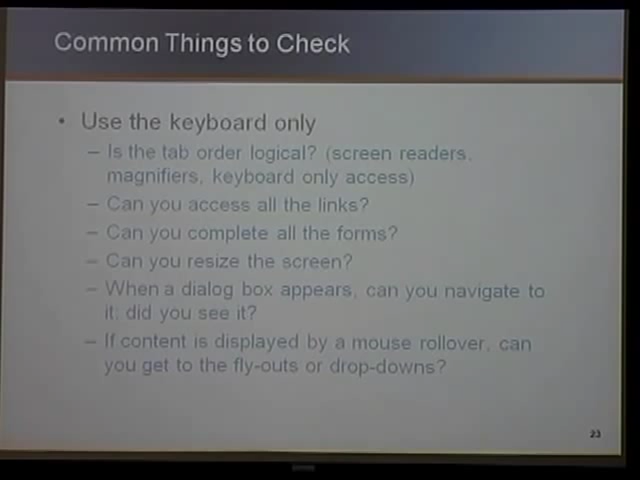 Common Things to Check
• Use the keyboard only
– Is the tab order logical? (screen readers,
magnifiers, keyboard only access)
– Can you access all the links?
– Can you complete all the forms?
– Can you resize the screen?
– When a dialog box appears, can you navigate to
it; did you see it?
– If content is displayed by a mouse rollover, can
you get to the fly-outs or drop-downs?
23